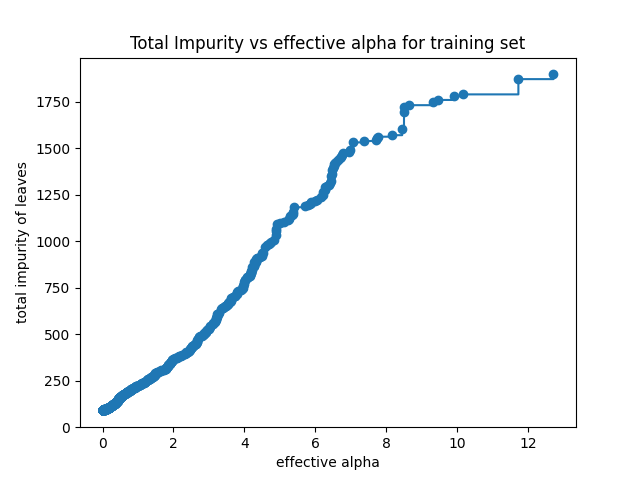 Total Impurity vs effective alpha for training set
1750
1500
1250
1000
750
500
250
0
total impurity of leaves
0 2 4 6 8 10 12
effective alpha